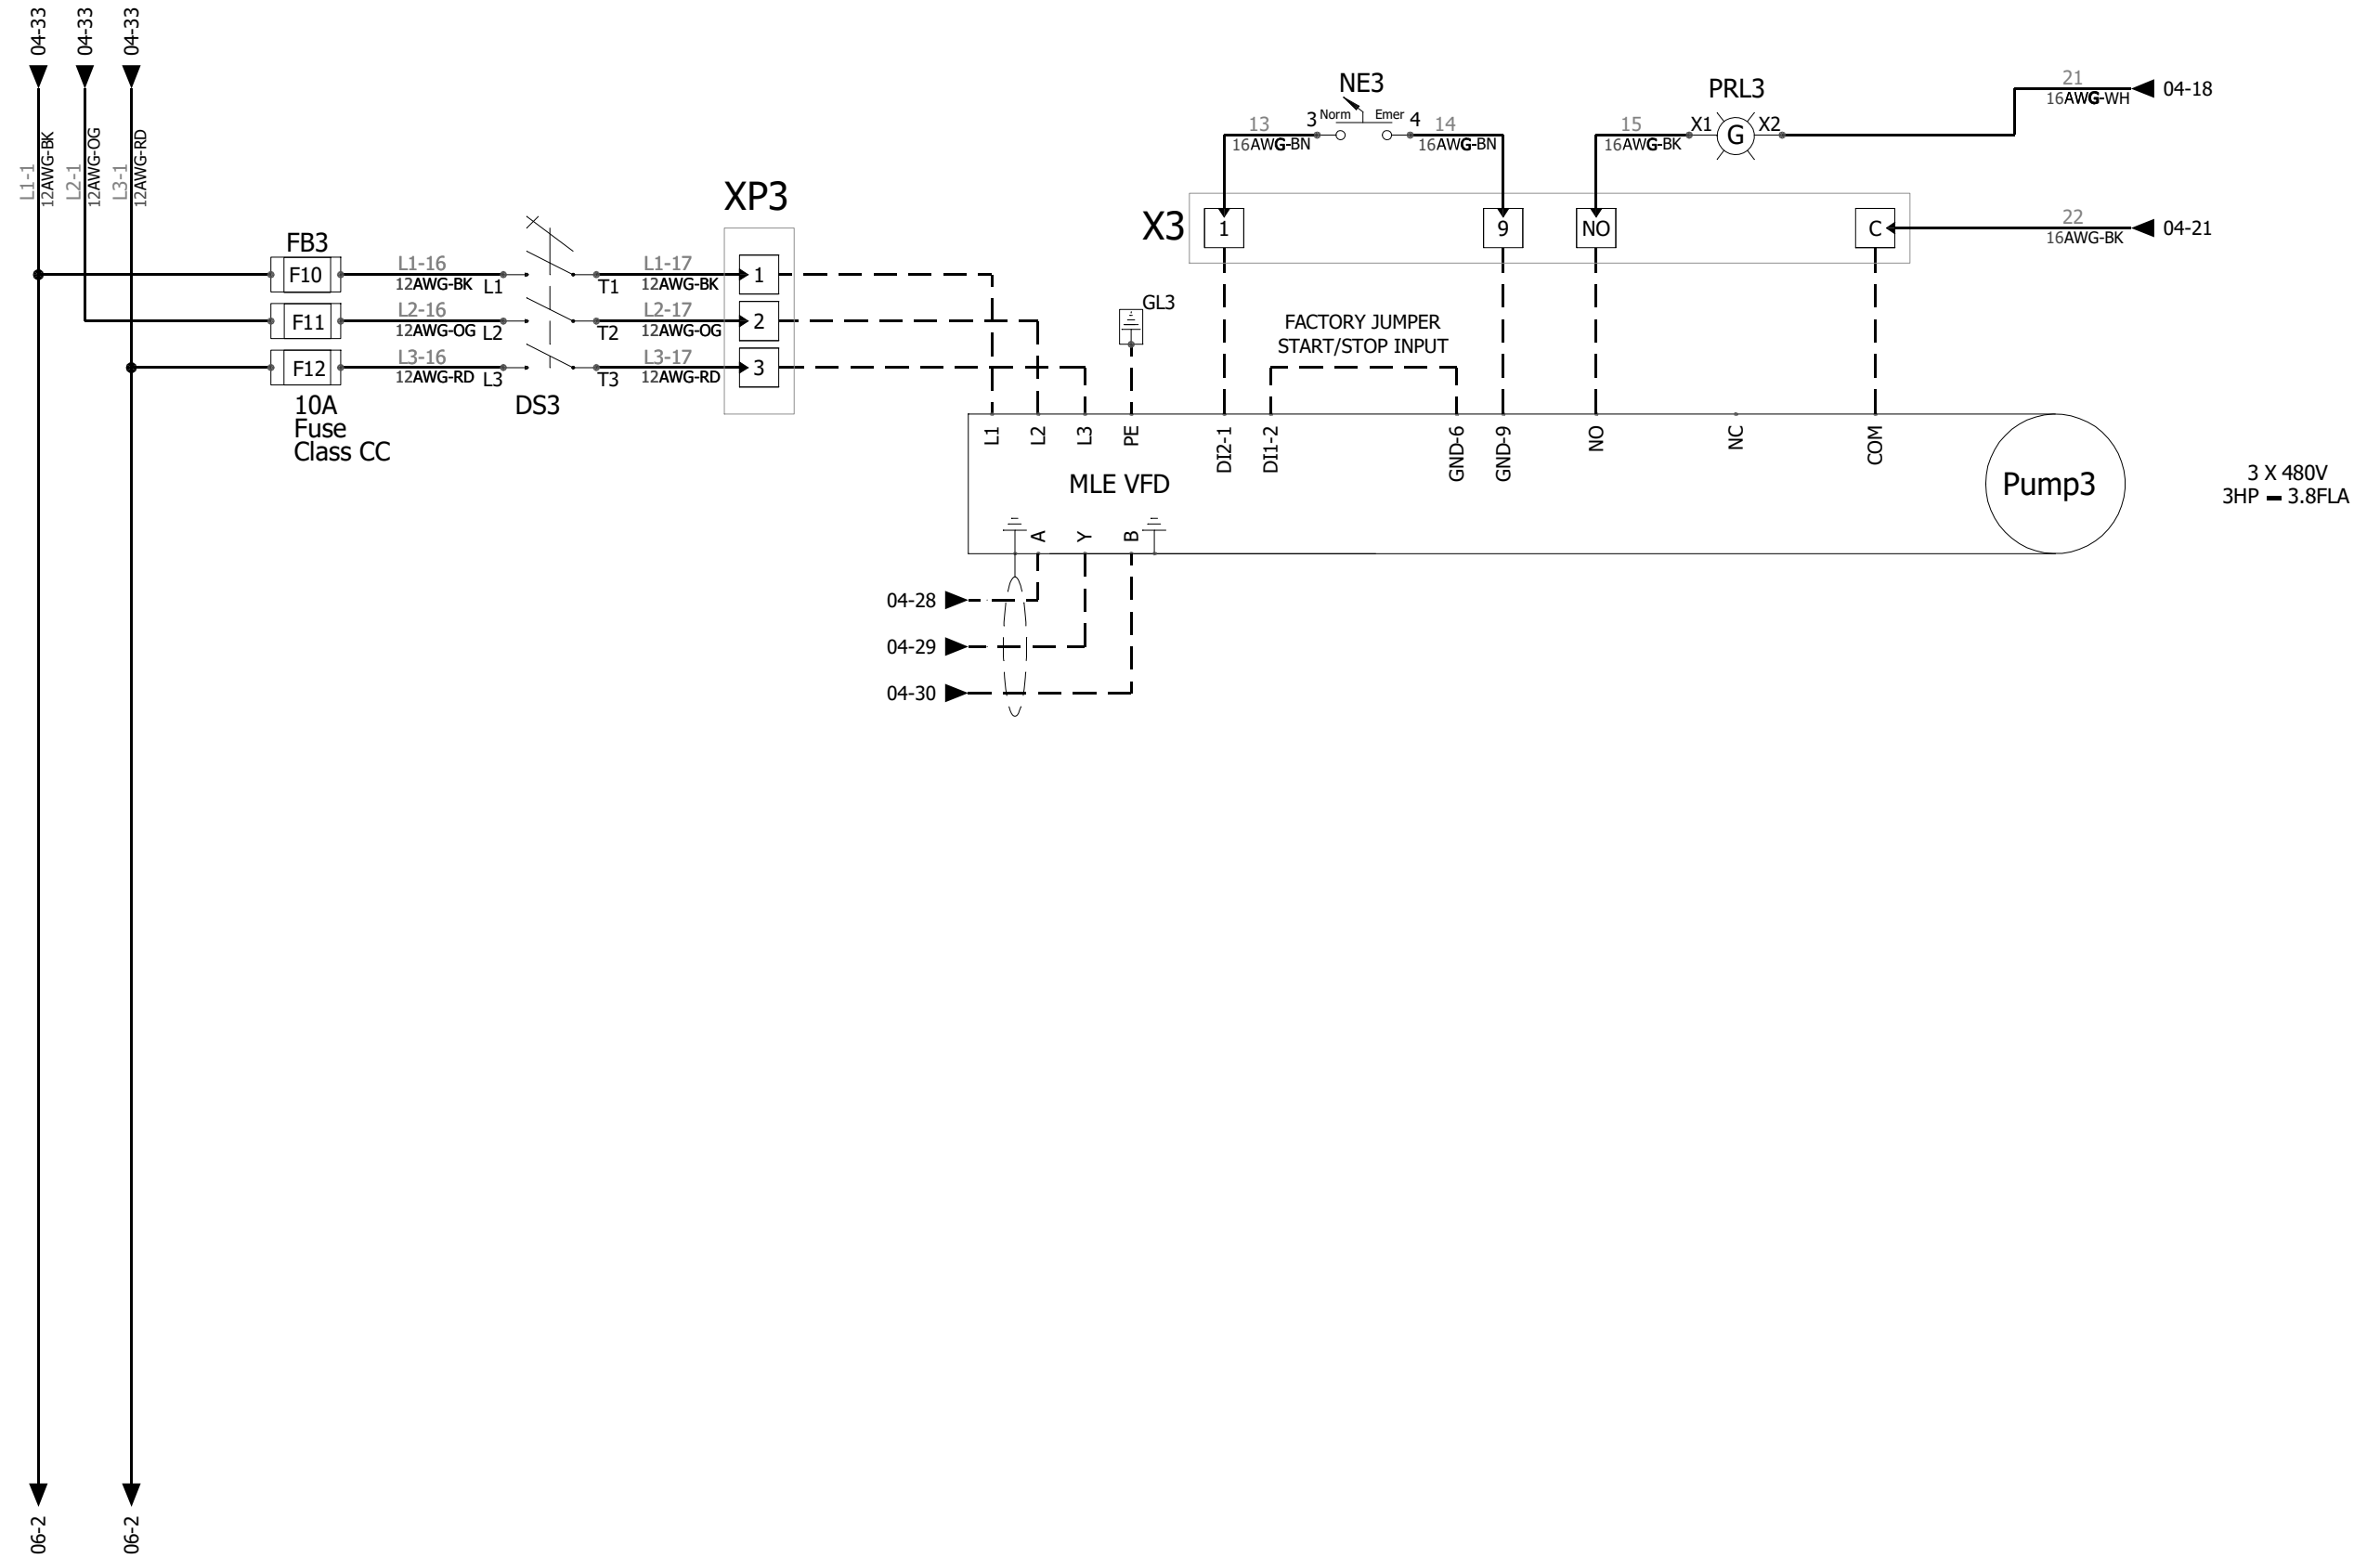 04-33
04-33
04-33
L1-1
12AWG-BK
L2-1
12AWG-OG
L3-1
12AWG-RD
FB3
F10
F11
F12
10A
Fuse
Class CC
L1-16
12AWG-BK
L1
L2-16
12AWG-OG
L2
L3-16
12AWG-RD
L3
DS3
T1
T2
T3
L1-17
12AWG-BK
L2-17
12AWG-OG
L3-17
12AWG-RD
XP3
1
2
3
NE3
3
Norm
Emer
4
13
16AWG-BN
14
16AWG-BN
PRL3
15
16AWG-BK
X1
G
X2
21
16AWG-WH
04-18
X3
1
9
NO
C
22
16AWG-BK
04-21
GL3
FACTORY JUMPER
START/STOP INPUT
L1
L2
L3
PE
DI2-1
DI1-2
GND-6
GND-9
NO
NC
COM
MLE VFD
Pump3
3 X 480V
3HP - 3.8FLA
A
Y
B
04-28
04-29
04-30
06-2
06-2